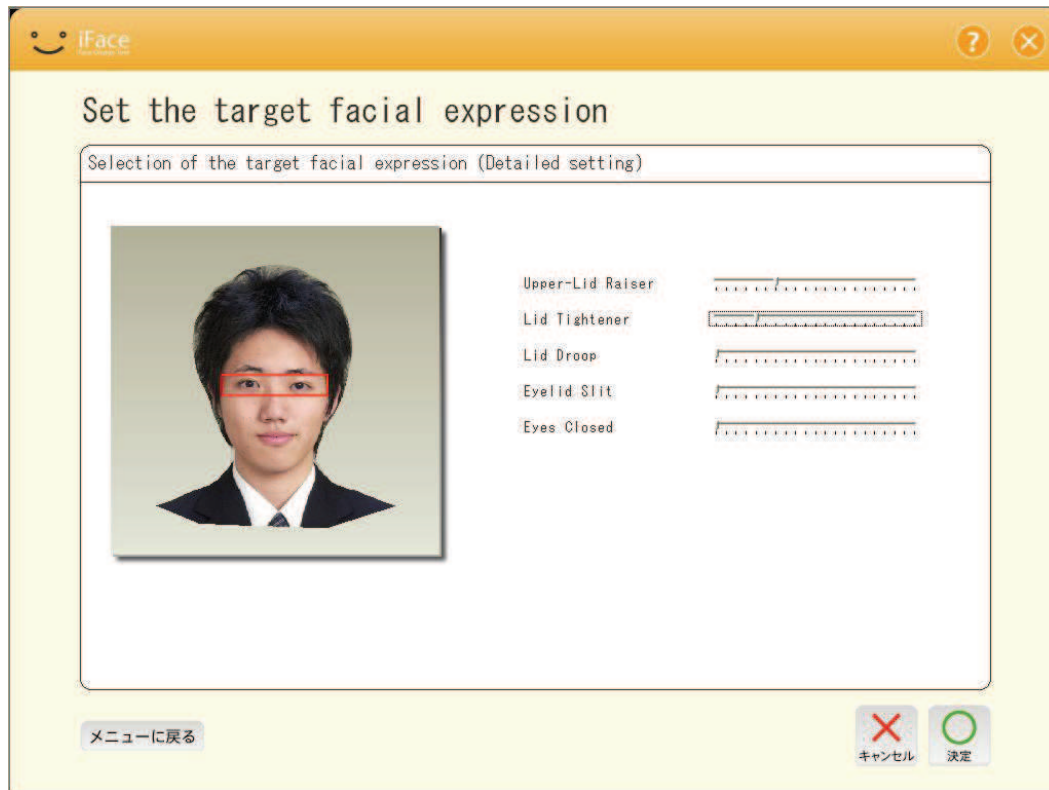 iFace
?
Set the target facial expression
Selection of the target facial expression (Detailed setting)
Upper-Lid Raiser
Lid Tightener
Lid Droop
Eyelid Slit
Eyes Closed
メニューに戻る
キャンセル
決定